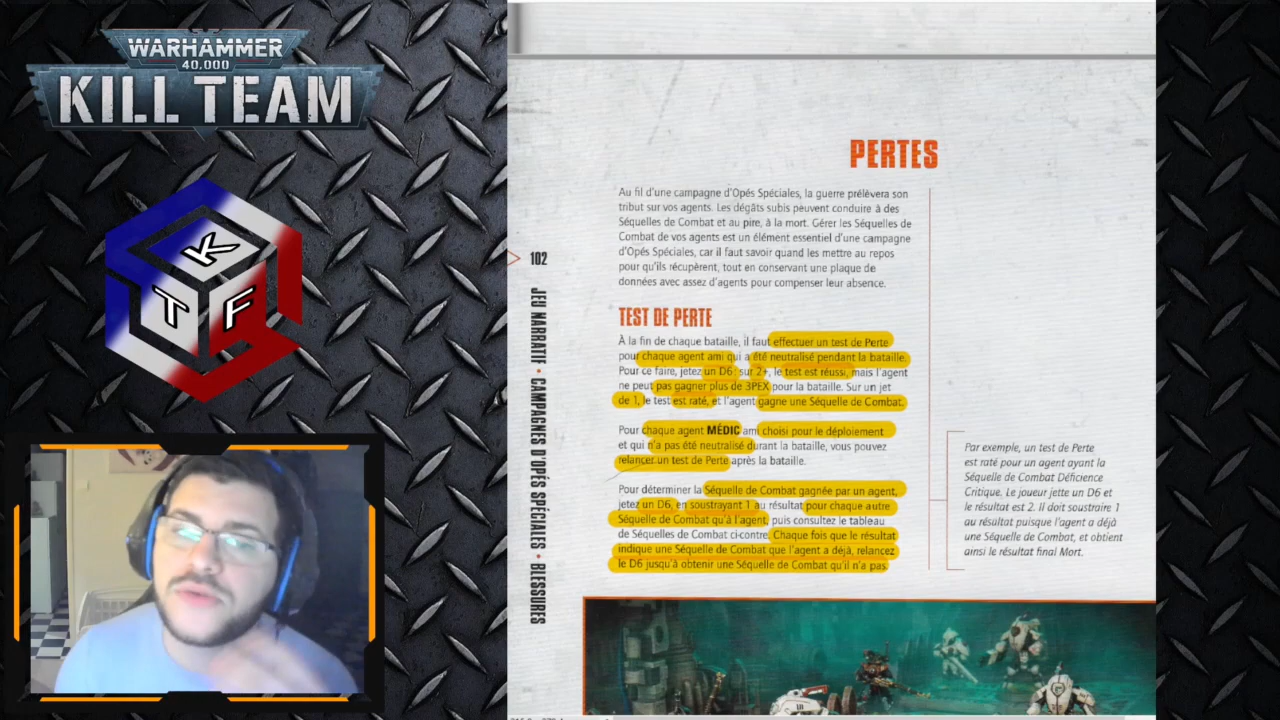 WARHAMMER
40,000
KILL TEAM
K
T
F
PERTES
Au fil d'une campagne d'Opés Spéciales, la guerre prélèvera son
tribut sur vos agents. Les dégâts subis peuvent conduire à des
Séquelles de Combat et au pire, à la mort. Gérer les Séquelles de
Combat de vos agents est un élément essentiel d'une campagne
d'Opés Spéciales, car il faut savoir quand les mettre au repos
pour qu'ils récupèrent, tout en conservant une plaque de
données avec assez d'agents pour compenser leur absence.
102
JEU NARRATIF • CAMPAGNES D'OPÉS SPÉCIALES • BLESSURES
TEST DE PERTE
À la fin de chaque bataille, il faut effectuer un test de Perte
pour chaque agent ami qui a été neutralisé pendant la bataille.
Pour ce faire, jetez un D6: sur 2+, le test est réussi, mais l'agent
ne peut pas gagner plus de 3PEX pour la bataille. Sur un jet
de 1, le test est raté, et l'agent gagne une Séquelle de Combat.
Pour chaque agent MÉDIC ami choisi pour le déploiement
et qui n'a pas été neutralisé durant la bataille, vous pouvez
relancer un test de Perte après la bataille.
Pour déterminer la Séquelle de Combat gagnée par un agent,
jetez un D6, en soustrayant 1 au résultat pour chaque autre
Séquelle de Combat qu'à l'agent, puis consultez le tableau
de Séquelles de Combat ci-contre. Chaque fois que le résultat
indique une Séquelle de Combat que l'agent a déjà, relancez
le D6 jusqu'à obtenir une Séquelle de Combat qu'il n'a pas.
Par exemple, un test de Perte
est raté pour un agent ayant la
Séquelle de Combat Déficience
Critique. Le joueur jette un D6 et
le résultat est 2. Il doit soustraire 1
au résultat puisque l'agent a déjà
une Séquelle de Combat, et obtient
ainsi le résultat final Mort.